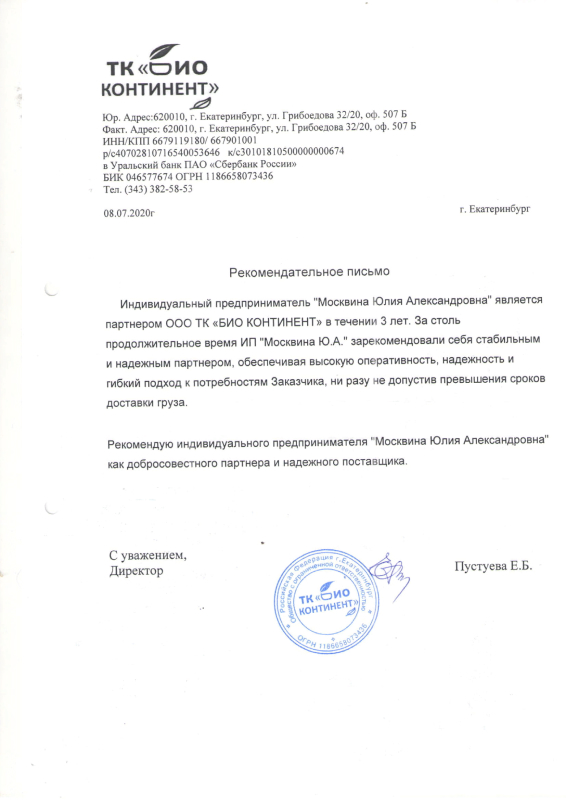 ТК «БИО
КОНТИНЕНТ»
Юр. Адрес:620010, г. Екатеринбург, ул. Грибоедова 32/20, оф. 507 Б
Факт. Адрес: 620010, г. Екатеринбург, ул. Грибоедова 32/20, оф. 507 Б
ИНН/КПП 6679119180/ 667901001
р/с40702810716540053646 к/с30101810500000000674
в Уральский банк ПАО «Сбербанк России»
БИК 046577674 ОГРН 1186658073436
Тел. (343) 382-58-53
08.07.2020г
г. Екатеринбург
Рекомендательное письмо
Индивидуальный предприниматель "Москвина Юлия Александровна" является
партнером ООО ТК «БИО КОНТИНЕНТ» в течении 3 лет. За столь
продолжительное время ИП "Москвина Ю.А." зарекомендовали себя стабильным
и надежным партнером, обеспечивая высокую оперативность, надежность и
гибкий подход к потребностям Заказчика, ни разу не допустив превышения сроков
доставки груза.
Рекомендую индивидуального предпринимателя "Москвина Юлия Александровна"
как добросовестного партнера и надежного поставщика.
С уважением,
Директор
Пустуева Е.Б.
Российская Федерация г.Екатеринбург
Общество с ограниченной ответственностью
ТК «БИО
КОНТИНЕНТ»
ОГРН 1186658073436